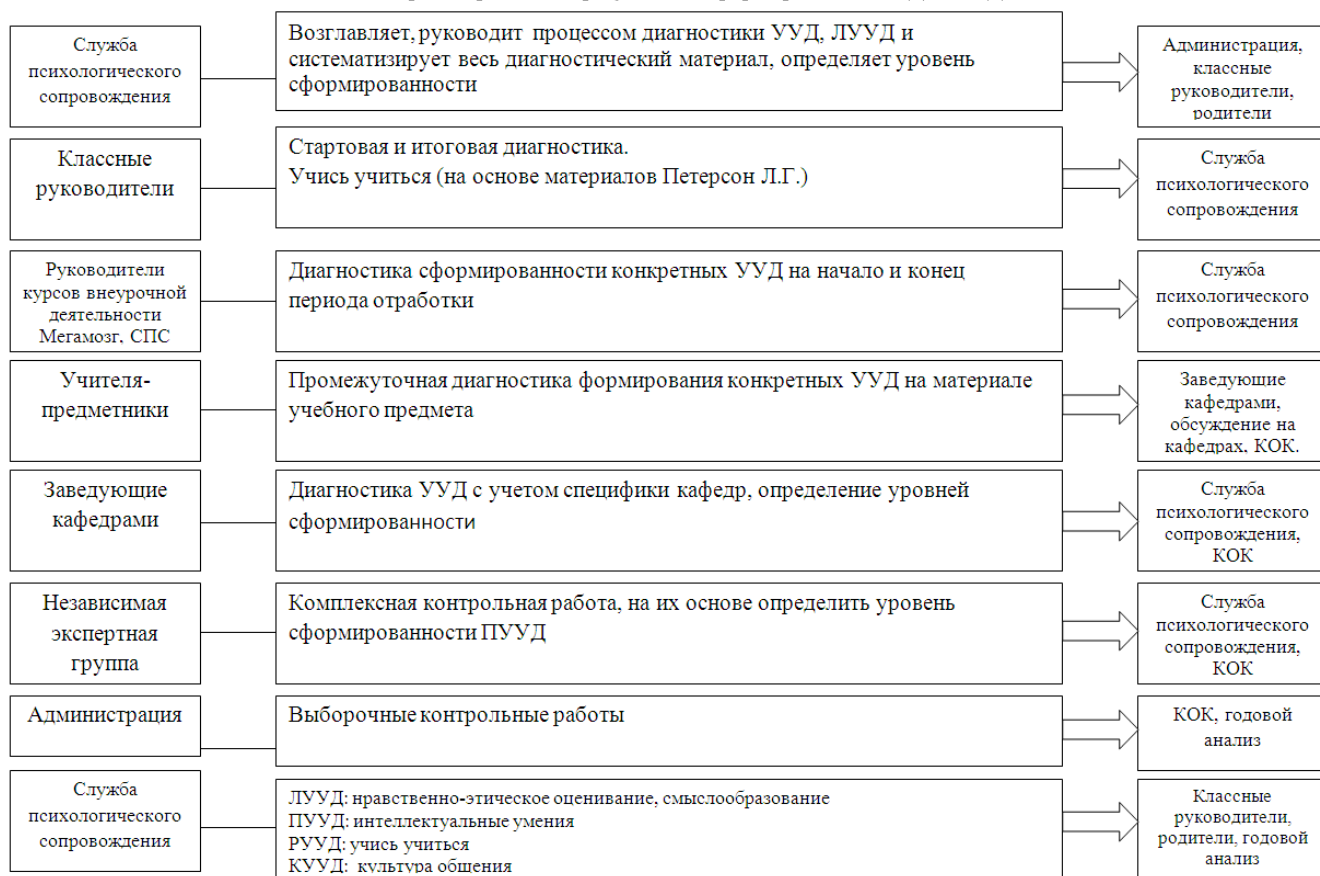 Служба
психологического
сопровождения
Возглавляет, руководит процессом диагностики УУД, ЛУУД и
систематизирует весь диагностический материал, определяет уровень
сформированности
Администрация,
классные
руководители,
родители
Классные
руководители
Стартовая и итоговая диагностика.
Учись учиться (на основе материалов Петерсон Л.Г.)
Служба
психологического
сопровождения
Руководители
курсов внеурочной
деятельности
Мегамозг, СПС
Диагностика сформированности конкретных УУД на начало и конец
периода отработки
Служба
психологического
сопровождения
Учителя-
предметники
Промежуточная диагностика формирования конкретных УУД на материале
учебного предмета
Заведующие
кафедрами,
обсуждение на
кафедрах, КОК.
Заведующие
кафедрами
Диагностика УУД с учетом специфики кафедр, определение уровней
сформированности
Служба
психологического
сопровождения,
КОК
Независимая
экспертная
группа
Комплексная контрольная работа, на их основе определить уровень
сформированности ПУУД
Служба
психологического
сопровождения,
КОК
Администрация
Выборочные контрольные работы
КОК, годовой
анализ
Служба
психологического
сопровождения
ЛУУД: нравственно-этическое оценивание, смыслообразование
ПУУД: интеллектуальные умения
РУУД: учись учиться
КУУД: культура общения
Классные
руководители,
родители, годовой
анализ